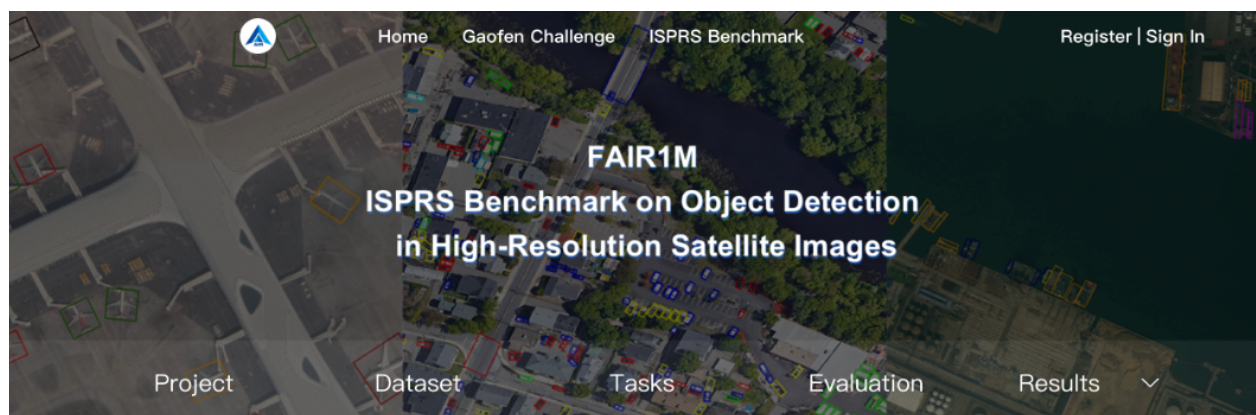 Home Gaofen Challenge ISPRS Benchmark Register | Sign In
FAIR1M
ISPRS Benchmark on Object Detection
in High-Resolution Satellite Images
Project Dataset Tasks Evaluation Results